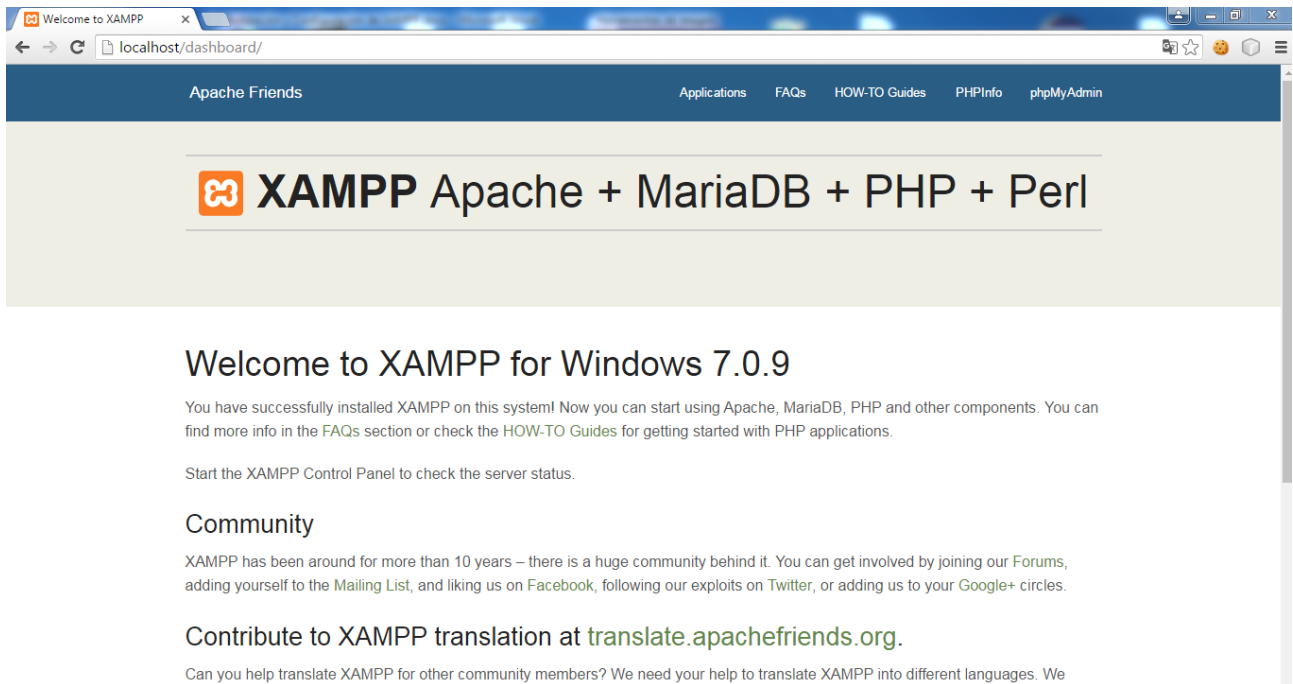 Welcome to XAMPP
localhost/dashboard/
Apache Friends
Applications
FAQs
HOW-TO Guides
PHPInfo
phpMyAdmin
XAMPP Apache + MariaDB + PHP + Perl
Welcome to XAMPP for Windows 7.0.9
You have successfully installed XAMPP on this system! Now you can start using Apache, MariaDB, PHP and other components. You can
find more info in the FAQs section or check the HOW-TO Guides for getting started with PHP applications.
Start the XAMPP Control Panel to check the server status.
Community
XAMPP has been around for more than 10 years – there is a huge community behind it. You can get involved by joining our Forums,
adding yourself to the Mailing List, and liking us on Facebook, following our exploits on Twitter, or adding us to your Google+ circles.
Contribute to XAMPP translation at translate.apachefriends.org.
Can you help translate XAMPP for other community members? We need your help to translate XAMPP into different languages. We